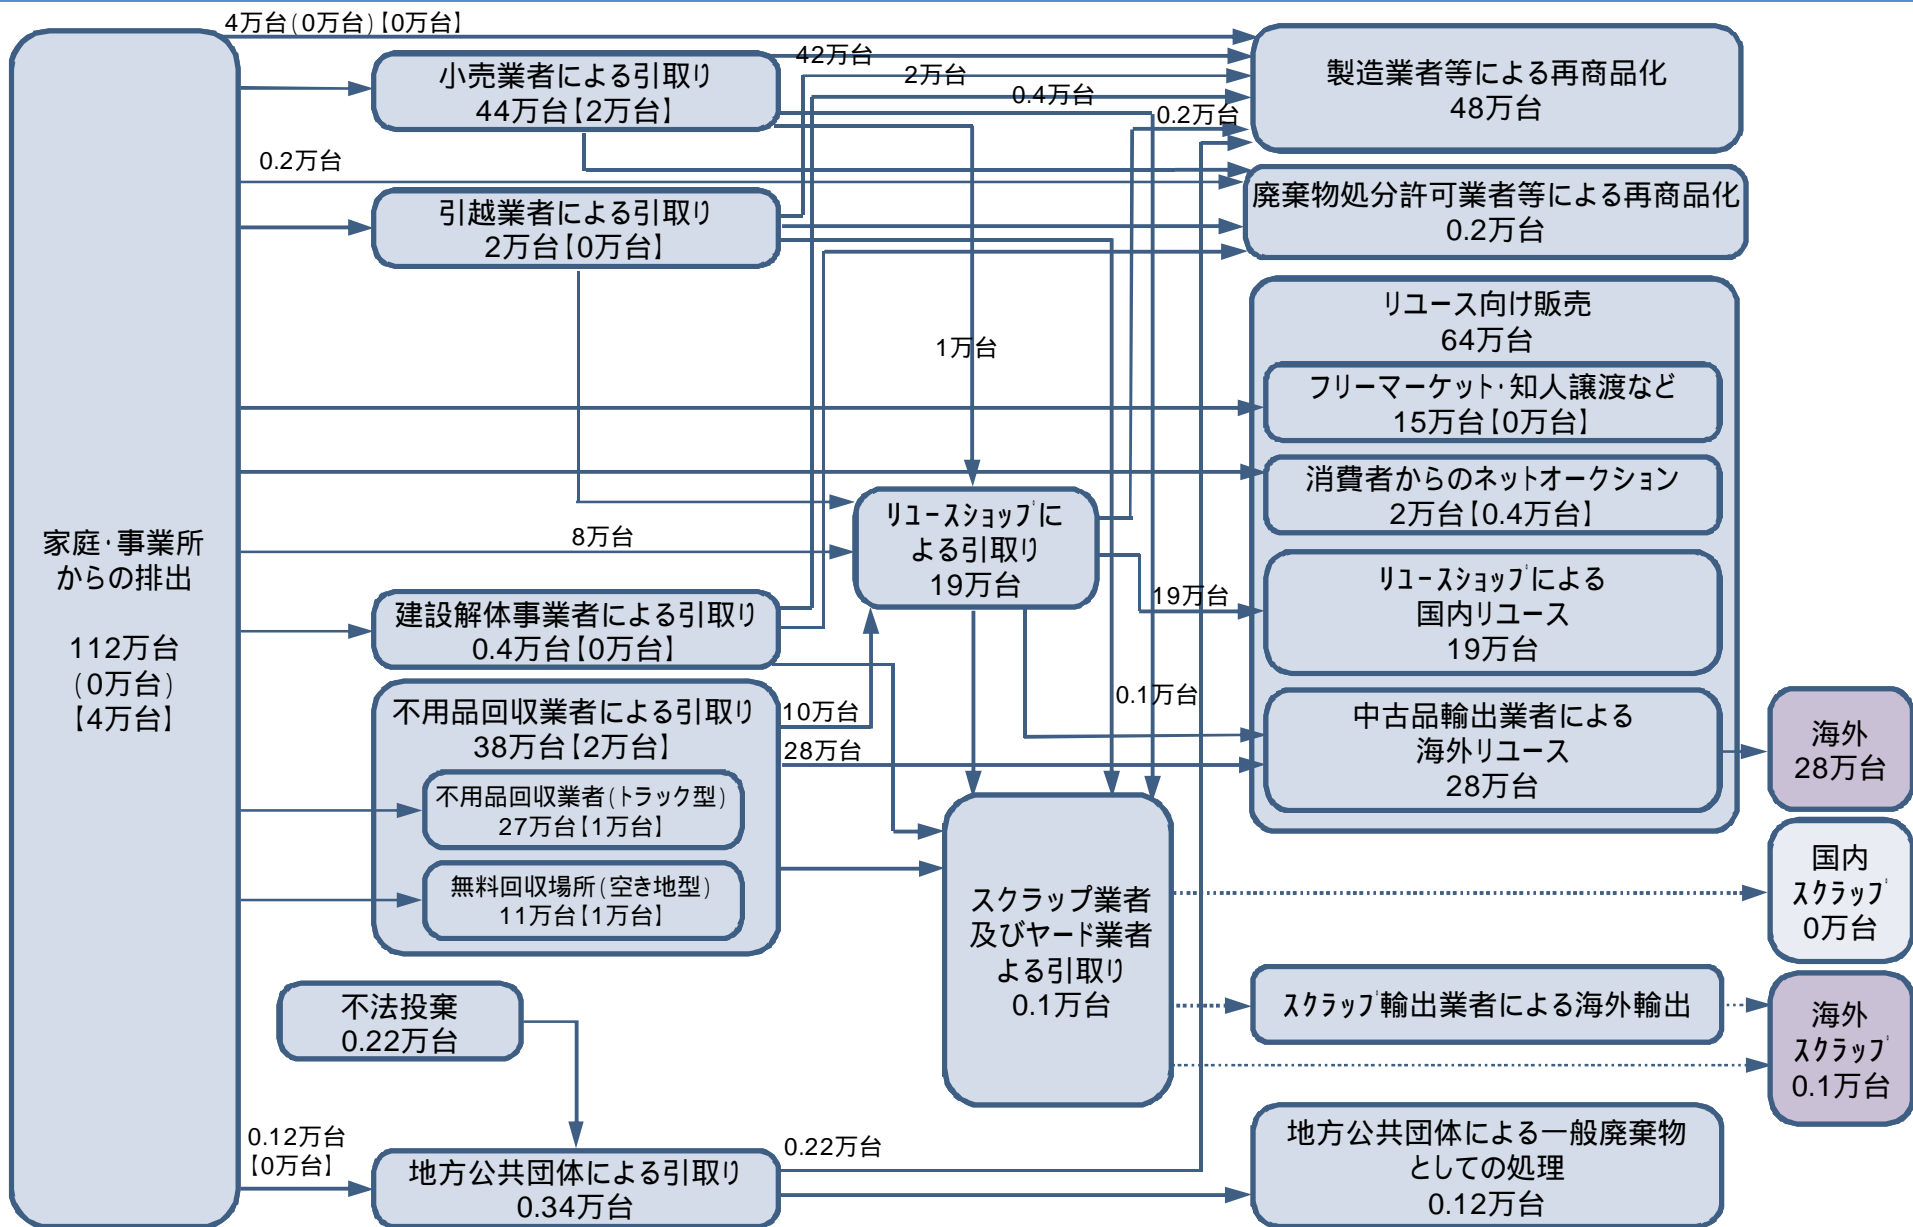 4万台(0万台)【0万台】
小売業者による引取り
44万台【2万台】
42万台
2万台
0.4万台
0.2万台
製造業者等による再商品化
48万台
0.2万台
引越業者による引取り
2万台【0万台】
廃棄物処分許可業者等による再商品化
0.2万台
リユース向け販売
64万台
フリーマーケット・知人譲渡など
15万台【0万台】
消費者からのネットオークション
2万台【0.4万台】
リユースショップによる
国内リユース
19万台
中古品輸出業者による
海外リユース
28万台
1万台
家庭・事業所
からの排出
112万台
(0万台)
【4万台】
8万台
リユースショップに
よる引取り
19万台
19万台
建設解体事業者による引取り
0.4万台【0万台】
不用品回収業者による引取り
38万台【2万台】
不用品回収業者(トラック型)
27万台【1万台】
無料回収場所(空き地型)
11万台【1万台】
10万台
28万台
0.1万台
海外
28万台
国内
スクラップ
0万台
スクラップ業者
及びヤード業者
よる引取り
0.1万台
スクラップ輸出業者による海外輸出
海外
スクラップ
0.1万台
不法投棄
0.22万台
0.12万台
【0万台】
地方公共団体による引取り
0.34万台
0.22万台
地方公共団体による一般廃棄物
としての処理
0.12万台